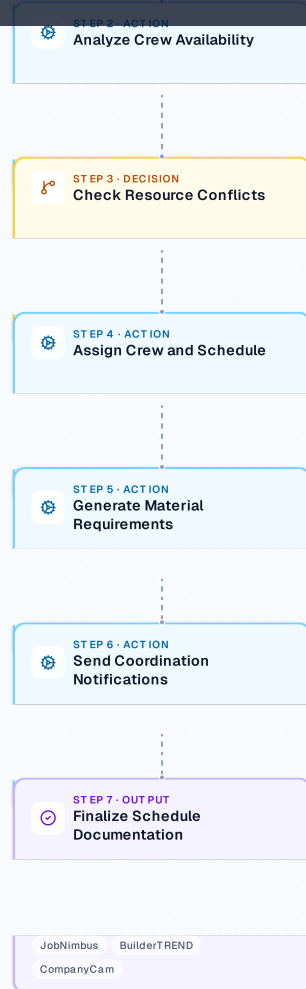 STEP 2 · ACTION
Analyze Crew Availability
STEP 3 · DECISION
Check Resource Conflicts
STEP 4 · ACTION
Assign Crew and Schedule
STEP 5 · ACTION
Generate Material
Requirements
STEP 6 · ACTION
Send Coordination
Notifications
STEP 7 · OUTPUT
Finalize Schedule
Documentation
JobNimbus BuilderTREND
CompanyCam